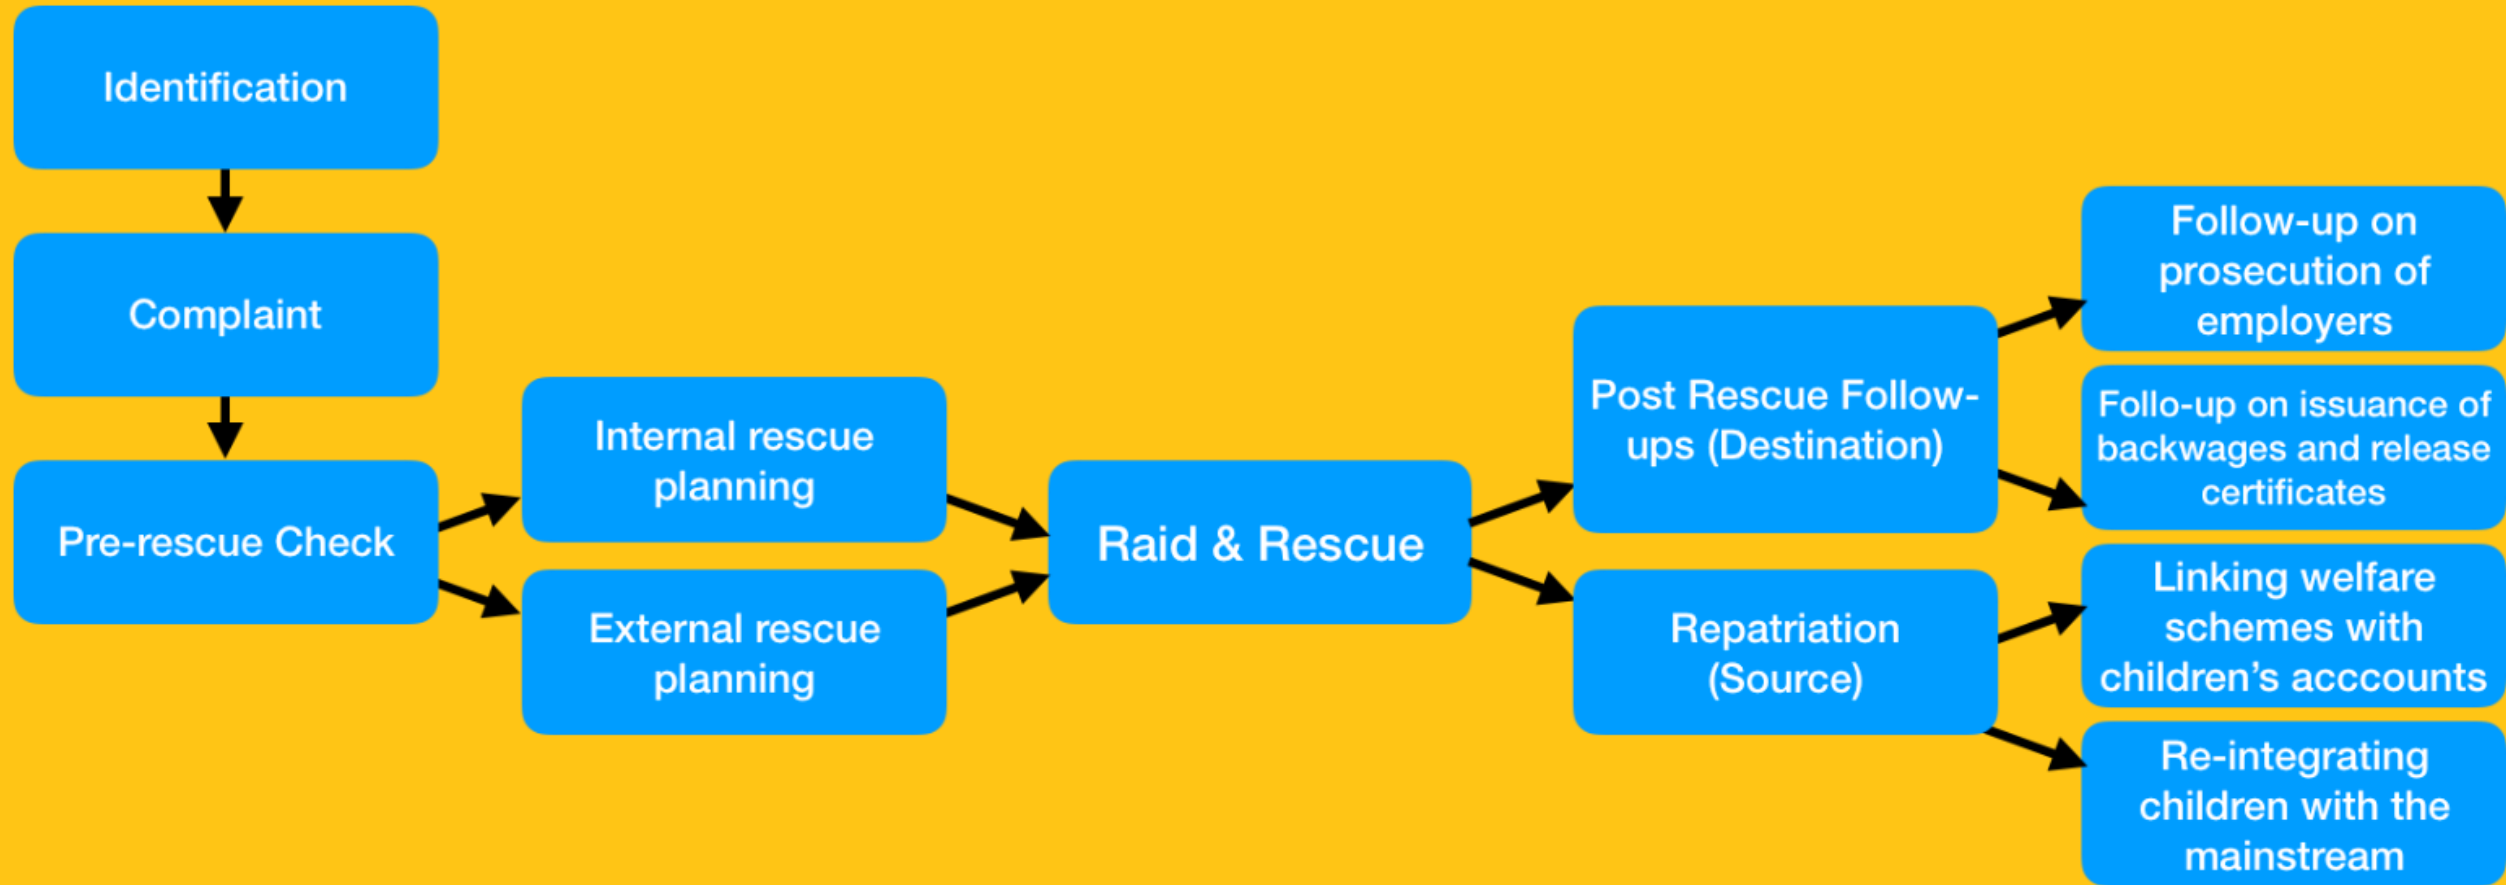 Identification
Complaint
Pre-rescue Check
Internal rescue
planning
External rescue
planning
Raid & Rescue
Post Rescue Follow-
ups (Destination)
Repatriation
(Source)
Follow-up on
prosecution of
employers
Follo-up on issuance of
backwages and release
certificates
Linking welfare
schemes with
children’s acccounts
Re-integrating
children with the
mainstream